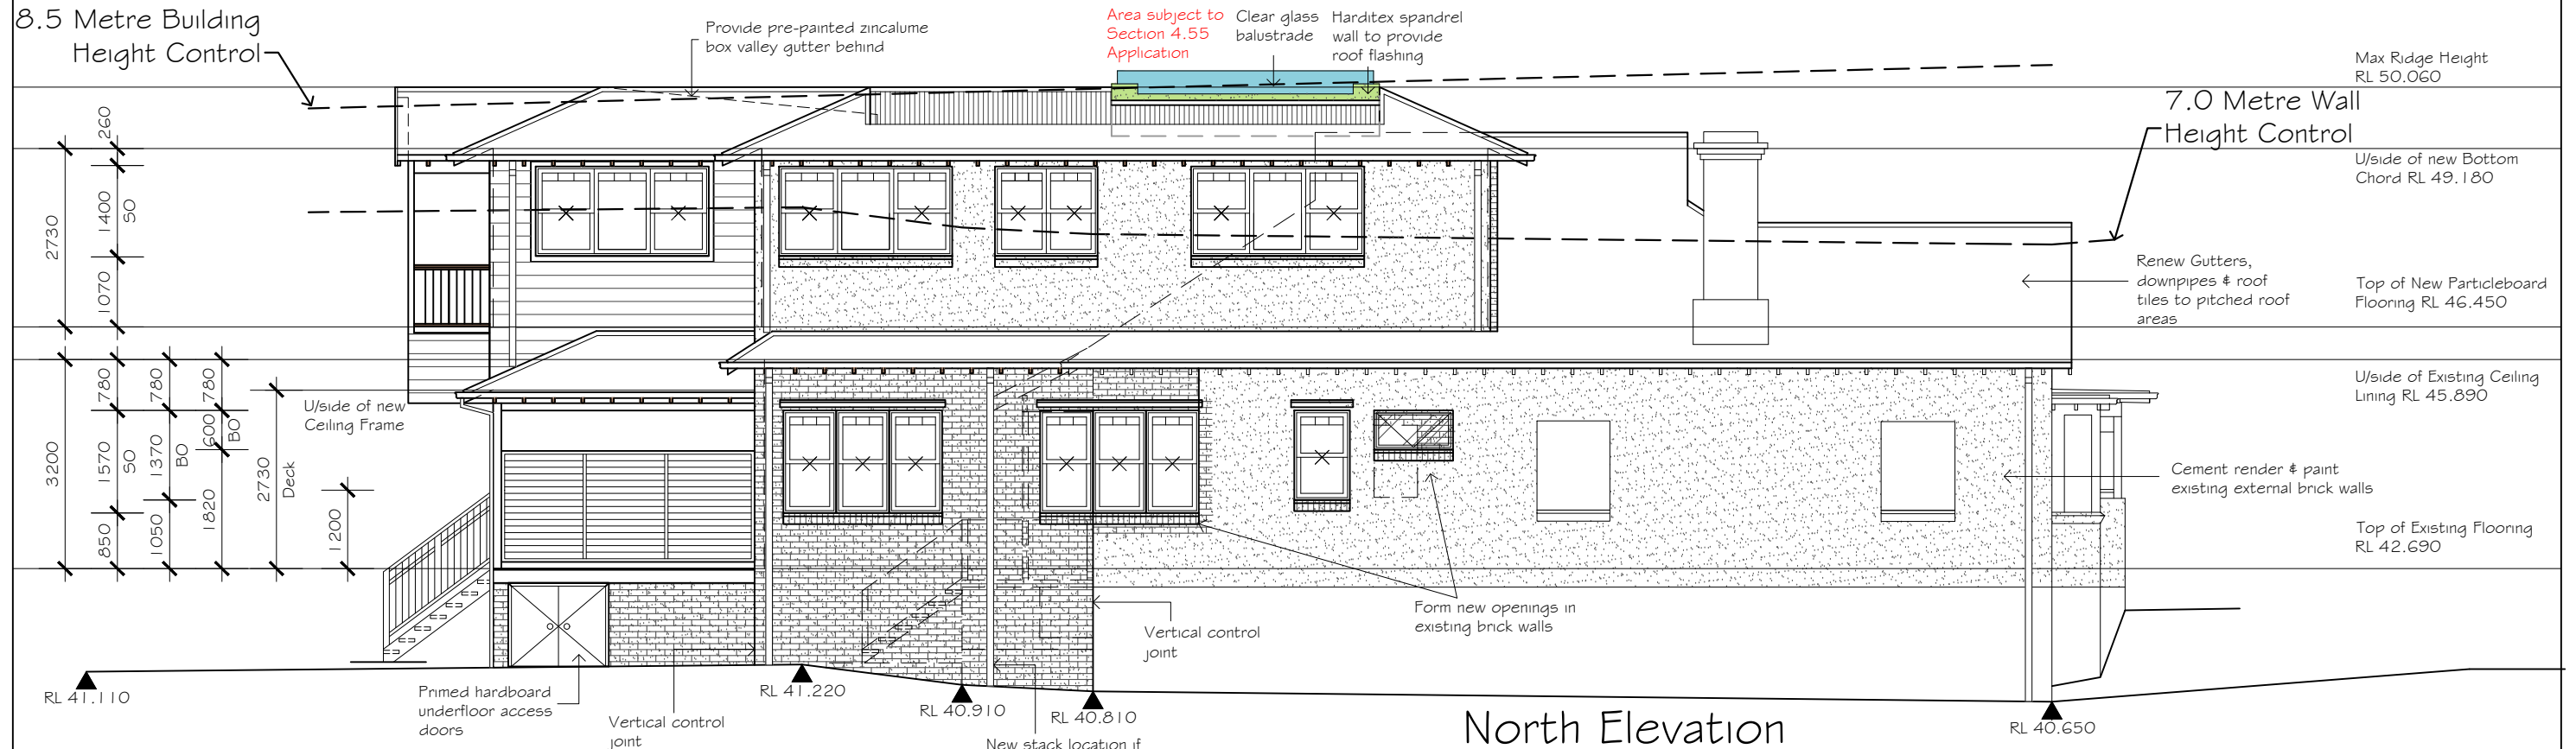 8.5 Metre Building
Height Control
Provide pre-painted zincalume
box valley gutter behind
Area subject to
Section 4.55
Application
Clear glass
balustrade
Harditex spandrel
wall to provide
roof flashing
Max Ridge Height
RL 50.060
7.0 Metre Wall
Height Control
U/side of new Bottom
Chord RL 49.180
Renew Gutters,
downpipes & roof
tiles to pitched roof
areas
Top of New Particleboard
Flooring RL 46.450
U/side of Existing Ceiling
Lining RL 45.890
Cement render & paint
existing external brick walls
Top of Existing Flooring
RL 42.690
260
2730
1400
SO
1070
780
780
780
3200
1570
SO
1370
BO
600
BO
2730
Deck
850
1050
1820
1200
U/side of new
Ceiling Frame
Form new openings in
existing brick walls
Vertical control
joint
RL 41.110
Primed hardboard
underfloor access
doors
Vertical control
joint
RL 41.220
RL 40.910
RL 40.810
New stack location if
North Elevation
RL 40.650